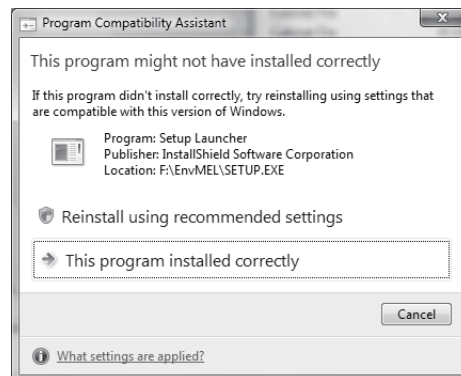 Program Compatibility Assistant
This program might not have installed correctly
If this program didn't install correctly, try reinstalling using settings that
are compatible with this version of Windows.
Program: Setup Launcher
Publisher: InstallShield Software Corporation
Location: F:\EnvMEL\SETUP.EXE
Reinstall using recommended settings
This program installed correctly
Cancel
What settings are applied?